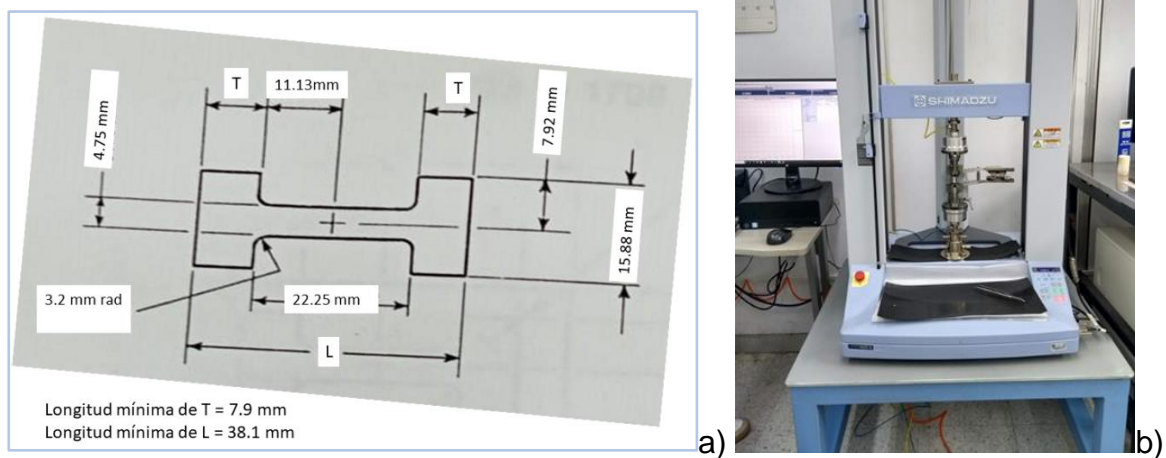 T
11.13mm
T
4.75 mm
7.92 mm
15.88 mm
3.2 mm rad
22.25 mm
L
Longitud mínima de T = 7.9 mm
Longitud mínima de L = 38.1 mm
a)
SHIMADZU
b)